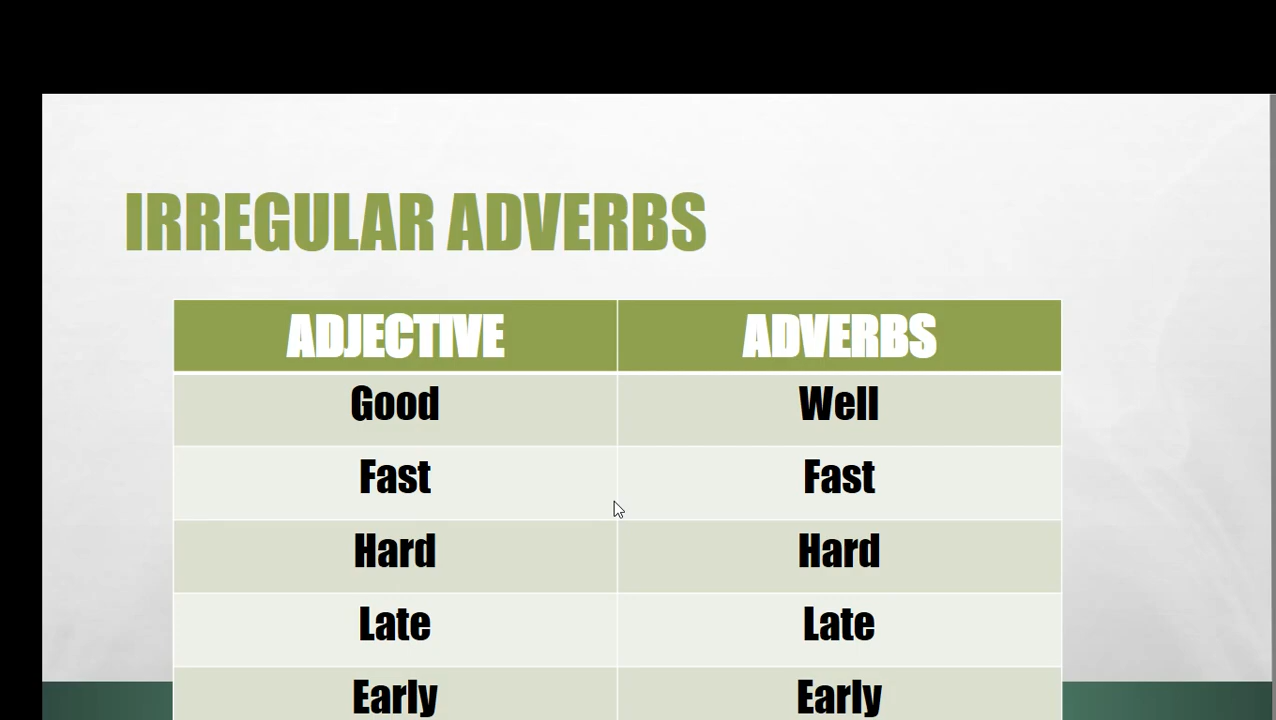 IRREGULAR ADVERBS
ADJECTIVE ADVERBS
Good Well
Fast Fast
Hard Hard
Late Late
Early Early